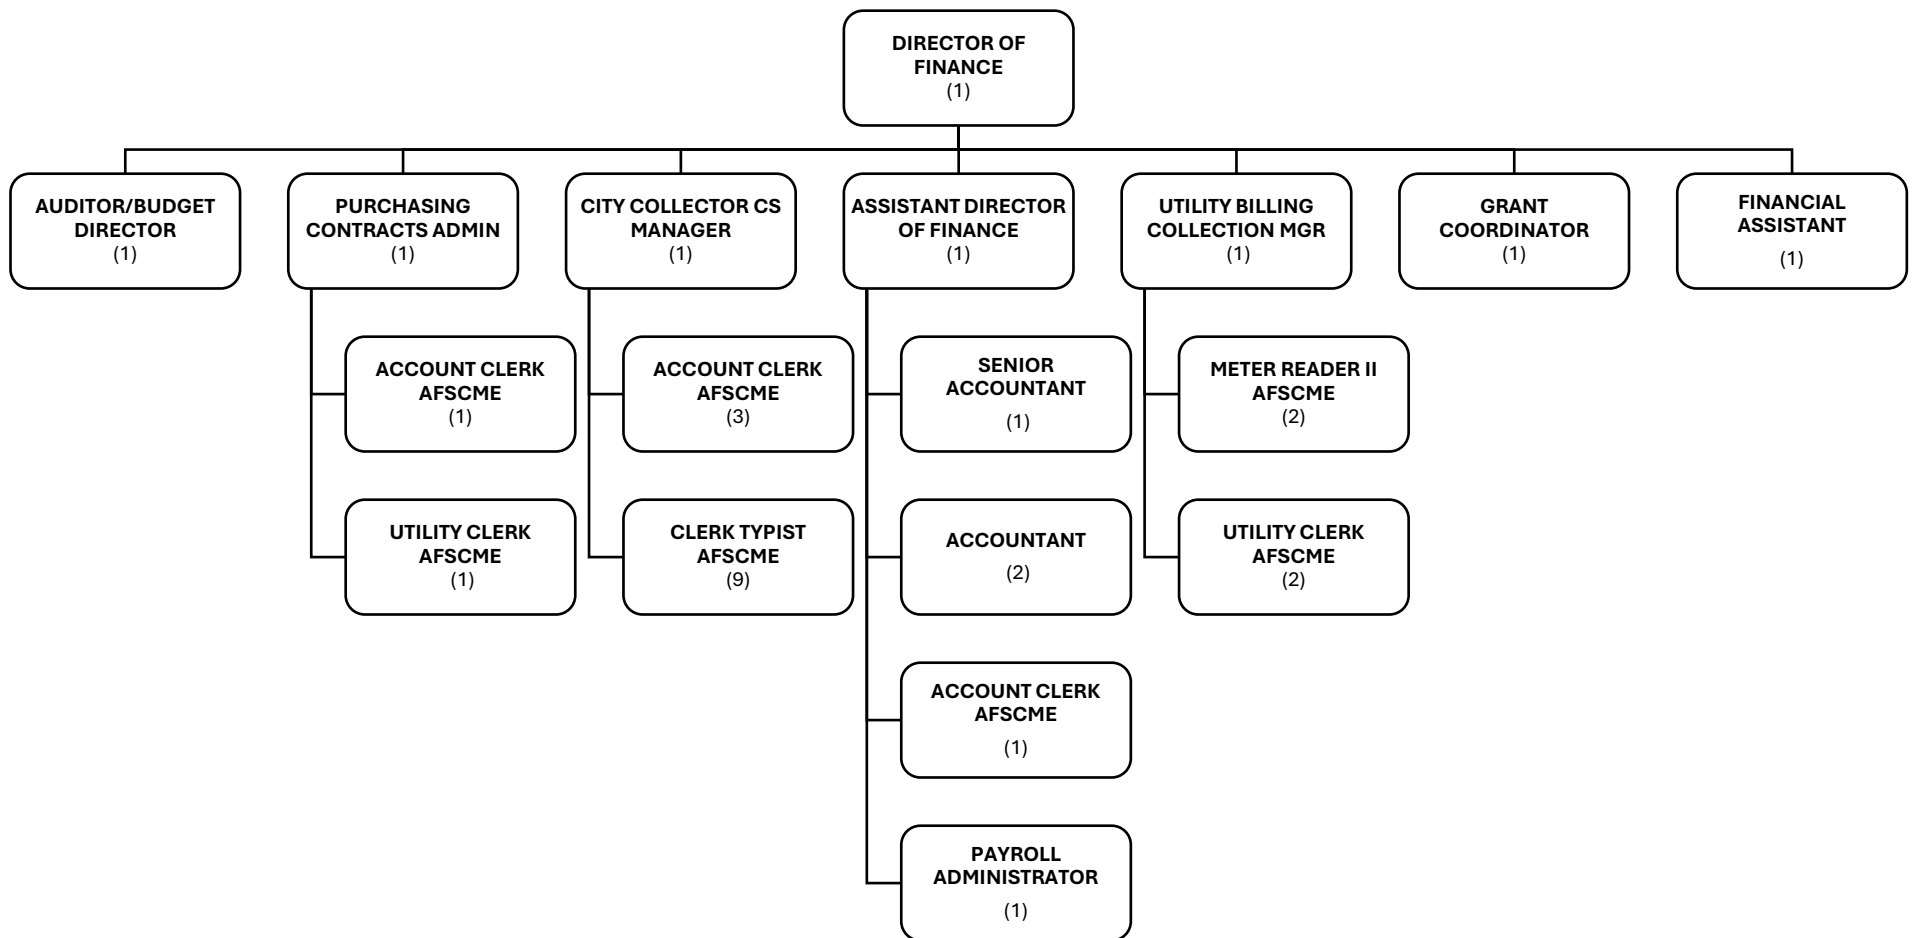 DIRECTOR OF
FINANCE
(1)
AUDITOR/BUDGET
DIRECTOR
(1)
PURCHASING
CONTRACTS ADMIN
(1)
CITY COLLECTOR CS
MANAGER
(1)
ASSISTANT DIRECTOR
OF FINANCE
(1)
UTILITY BILLING
COLLECTION MGR
(1)
GRANT
COORDINATOR
(1)
FINANCIAL
ASSISTANT
(1)
ACCOUNT CLERK
AFSCME
(1)
UTILITY CLERK
AFSCME
(1)
ACCOUNT CLERK
AFSCME
(3)
CLERK TYPIST
AFSCME
(9)
SENIOR
ACCOUNTANT
(1)
ACCOUNTANT
(2)
ACCOUNT CLERK
AFSCME
(1)
PAYROLL
ADMINISTRATOR
(1)
METER READER II
AFSCME
(2)
UTILITY CLERK
AFSCME
(2)